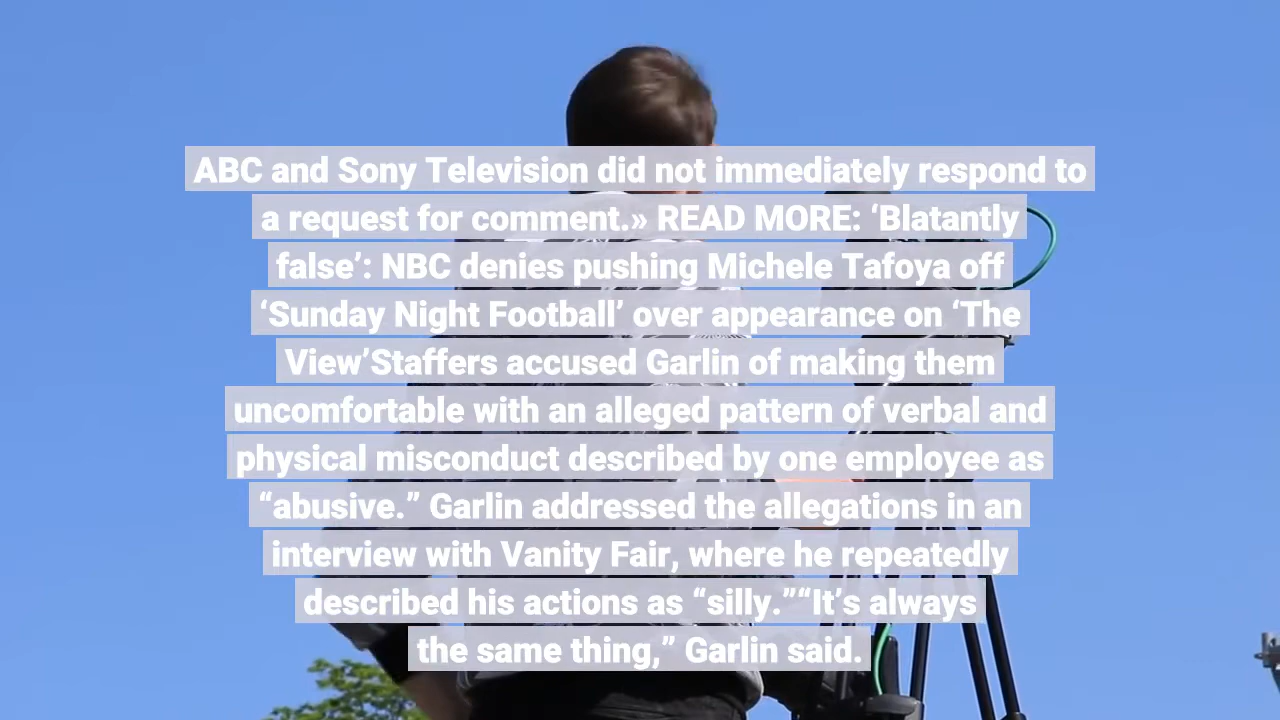 ABC and Sony Television did not immediately respond to
a request for comment.» READ MORE: ‘Blatantly
false’: NBC denies pushing Michele Tafoya off
‘Sunday Night Football’ over appearance on ‘The
View’Staffers accused Garlin of making them
uncomfortable with an alleged pattern of verbal and
physical misconduct described by one employee as
“abusive.” Garlin addressed the allegations in an
interview with Vanity Fair, where he repeatedly
described his actions as “silly.”“It’s always
the same thing,” Garlin said.